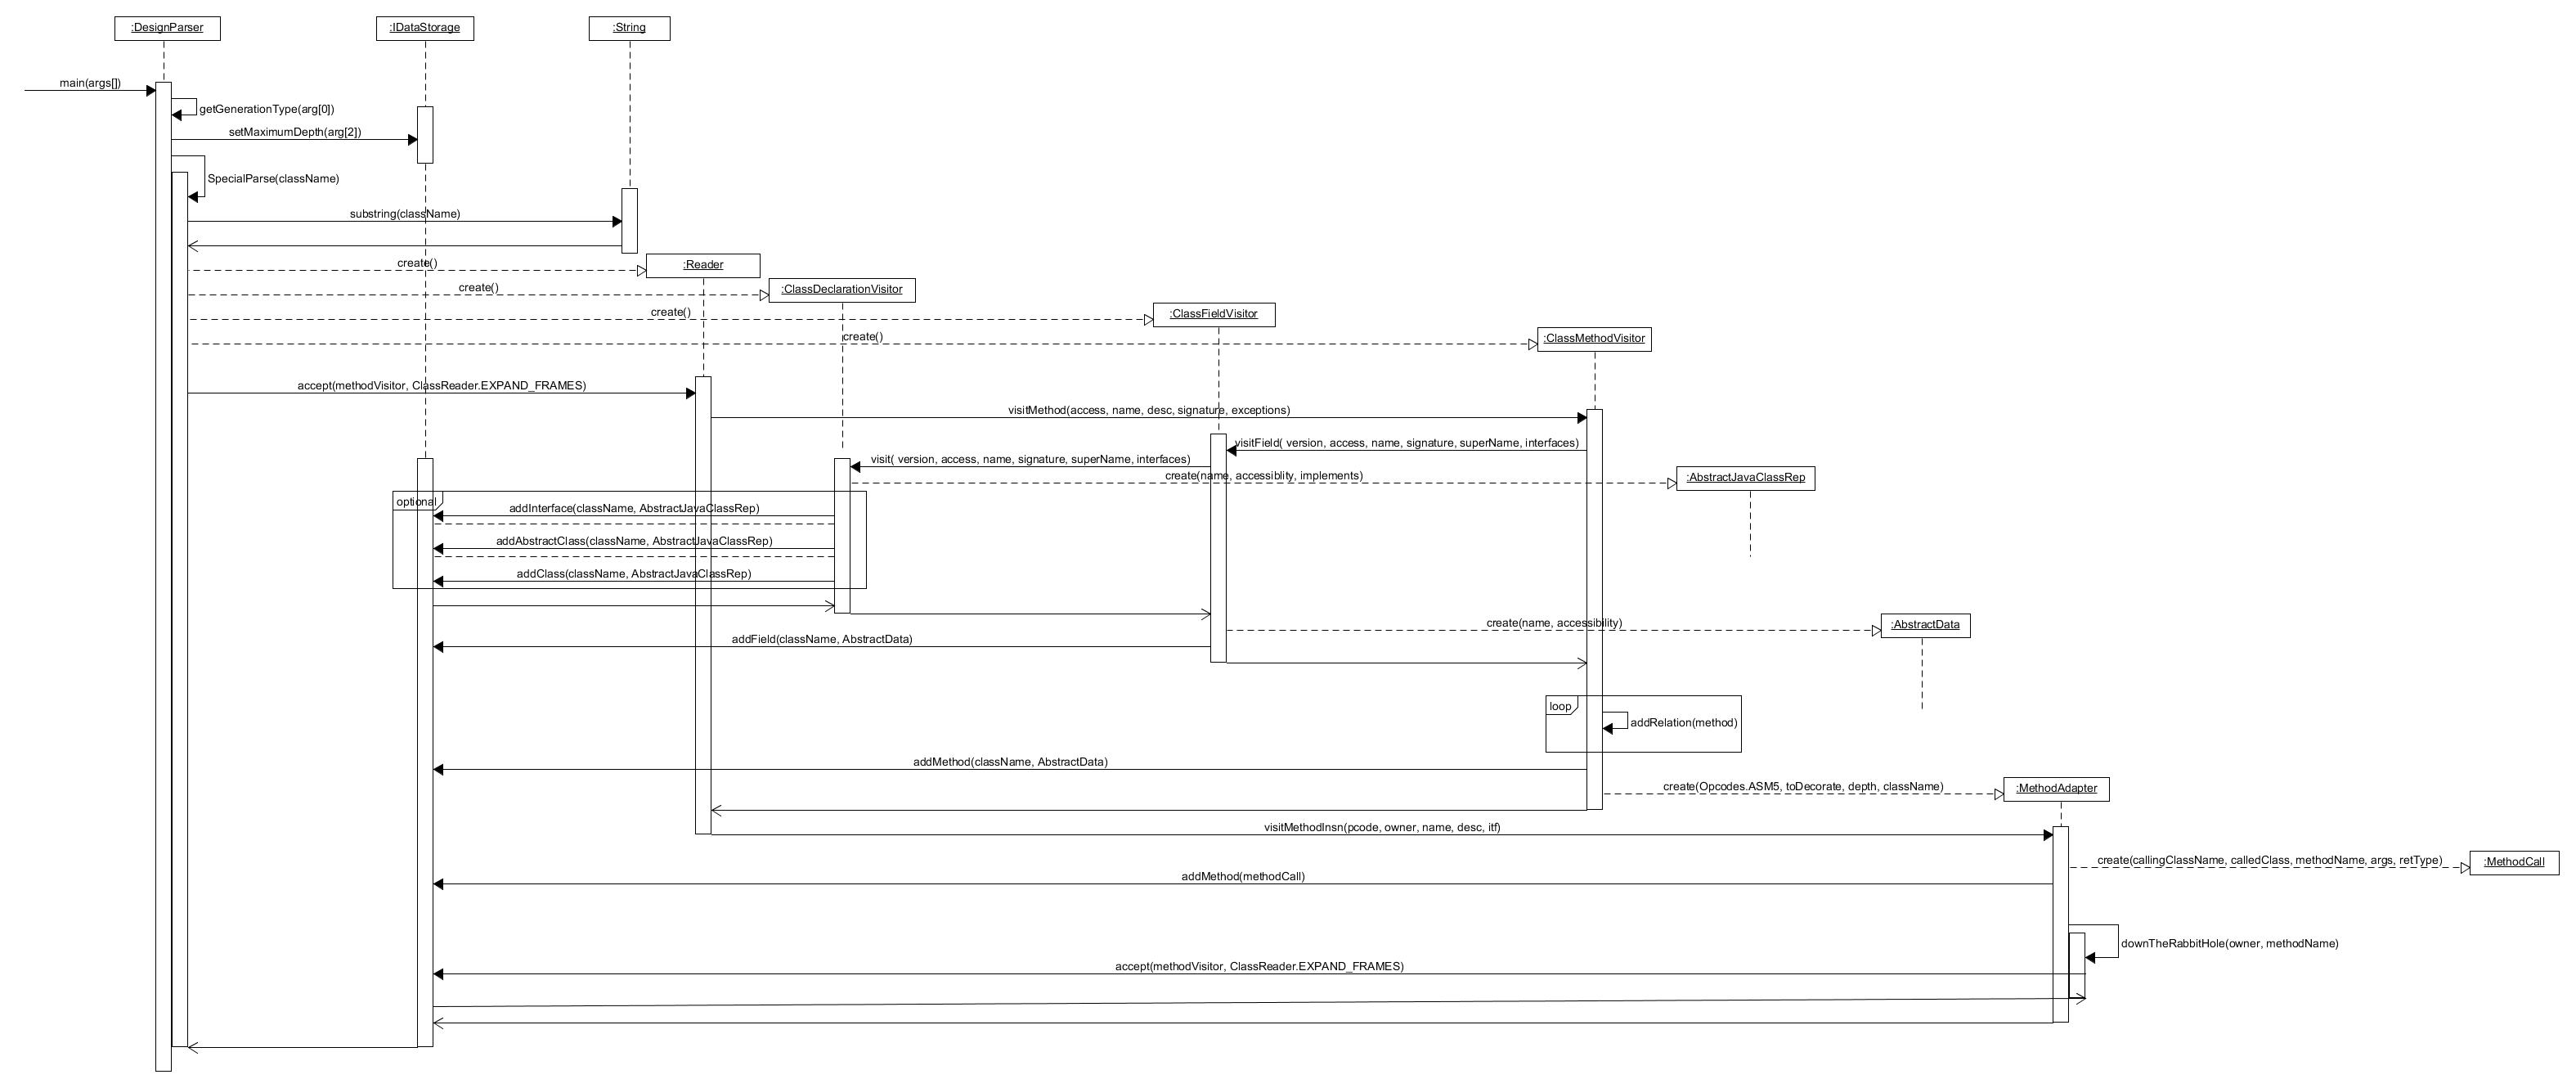 :DesignParser
:IDataStorage
:String
main(args[])
getGenerationType(arg[0])
setMaximumDepth(arg[2])
SpecialParse(className)
substring(className)
create()
:Reader
create()
:ClassDeclarationVisitor
create()
:ClassFieldVisitor
create()
:ClassMethodVisitor
accept(methodVisitor, ClassReader.EXPAND_FRAMES)
visitMethod(access, name, desc, signature, exceptions)
visitField( version, access, name, signature, superName, interfaces)
visit( version, access, name, signature, superName, interfaces)
create(name, accessiblity, implements)
:AbstractJavaClassRep
optional
addInterface(className, AbstractJavaClassRep)
addAbstractClass(className, AbstractJavaClassRep)
addClass(className, AbstractJavaClassRep)
create(name, accessibility)
:AbstractData
addField(className, AbstractData)
loop
addRelation(method)
addMethod(className, AbstractData)
create(Opcodes.ASM5, toDecorate, depth, className)
:MethodAdapter
visitMethodInsn(pcode, owner, name, desc, itf)
create(callingClassName, calledClass, methodName, args, retType)
:MethodCall
addMethod(methodCall)
downTheRabbitHole(owner, methodName)
accept(methodVisitor, ClassReader.EXPAND_FRAMES)